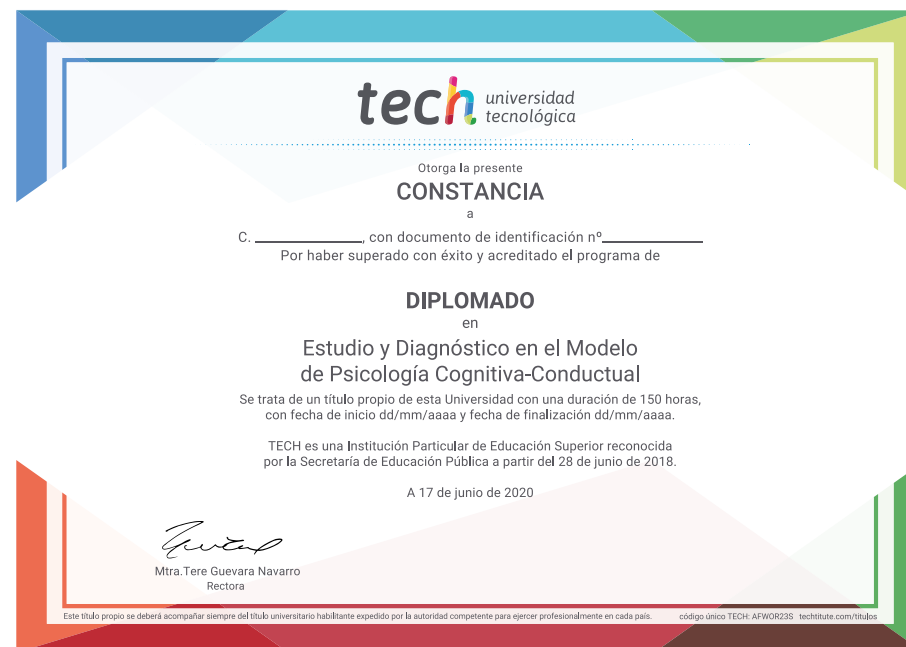 tech universidad
tecnológica
Otorga la presente
CONSTANCIA
a
C. ____________, con documento de identificación nº____________
Por haber superado con éxito y acreditado el programa de
DIPLOMADO
en
Estudio y Diagnóstico en el Modelo
de Psicología Cognitiva-Conductual
Se trata de un título propio de esta Universidad con una duración de 150 horas,
con fecha de inicio dd/mm/aaaa y fecha de finalización dd/mm/aaaa.
TECH es una Institución Particular de Educación Superior reconocida
por la Secretaría de Educación Pública a partir del 28 de junio de 2018.
A 17 de junio de 2020
Mtra.Tere Guevara Navarro
Rectora
Este título propio se deberá acompañar siempre del título universitario habilitante expedido por la autoridad competente para ejercer profesionalmente en cada país. código único TECH: AFWOR23S techtitute.com/titulos